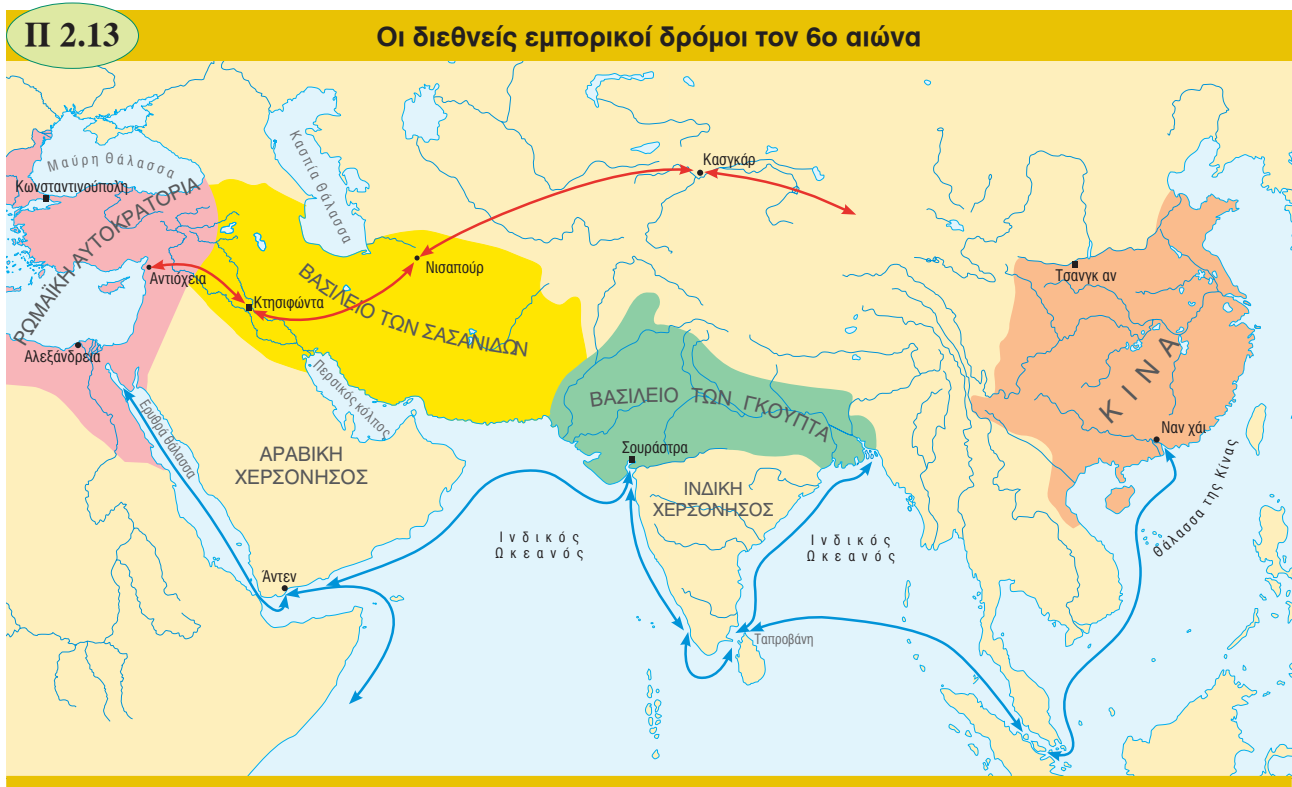 Π 2.13
Οι διεθνείς εμπορικοί δρόμοι τον 6ο αιώνα
Μαύρη Θάλασσα
Κωνσταντινούπολη
ΡΩΜΑΪΚΗ ΑΥΤΟΚΡΑΤΟΡΙΑ
Κασπία Θάλασσα
Κασγκάρ
Αντιόχεια
Νισαπούρ
Κτησιφώντα
ΒΑΣΙΛΕΙΟ ΤΩΝ ΣΑΣΑΝΙΔΩΝ
Τσανγκ αν
ΚΙΝΑ
Αλεξάνδρεια
Περσικός κόλπος
Ερυθρά θάλασσα
ΒΑΣΙΛΕΙΟ ΤΩΝ ΓΚΟΥΠΤΑ
Ναν χάι
ΑΡΑΒΙΚΗ
ΧΕΡΣΟΝΗΣΟΣ
Σουράστρα
ΙΝΔΙΚΗ
ΧΕΡΣΟΝΗΣΟΣ
Θάλασσα της Κίνας
Ινδικός
Ωκεανός
Ινδικός
Ωκεανός
Άντεν
Ταπροβάνη